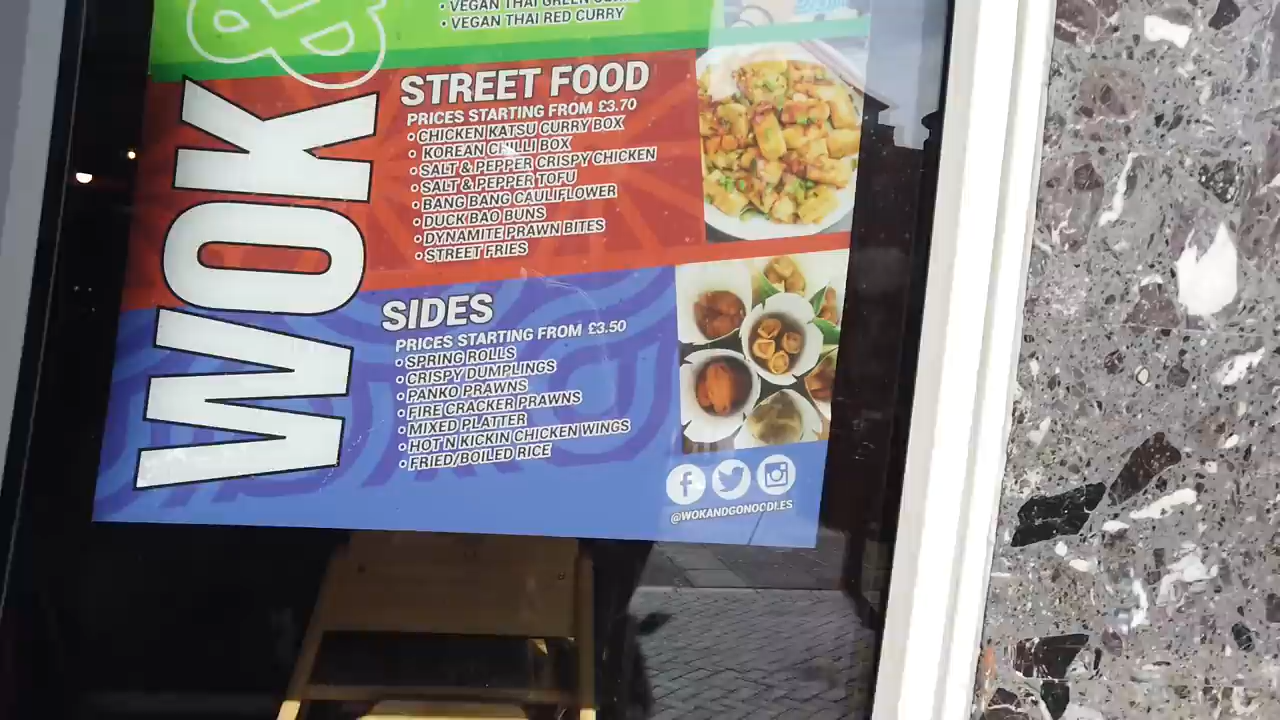 • VEGAN THAI GREEN
• VEGAN THAI RED CURRY
WOK &
STREET FOOD
PRICES STARTING FROM £3.70
• CHICKEN KATSU CURRY BOX
• KOREAN CHILLI BOX
• SALT & PEPPER CRISPY CHICKEN
• SALT & PEPPER TOFU
• BANG BANG CAULIFLOWER
• DUCK BAO BUNS
• DYNAMITE PRAWN BITES
• STREET FRIES
SIDES
PRICES STARTING FROM £3.50
• SPRING ROLLS
• CRISPY DUMPLINGS
• PANKO PRAWNS
• FIRE CRACKER PRAWNS
• MIXED PLATTER
• HOT N KICKIN CHICKEN WINGS
• FRIED/BOILED RICE
@WOKANDGONOODLES